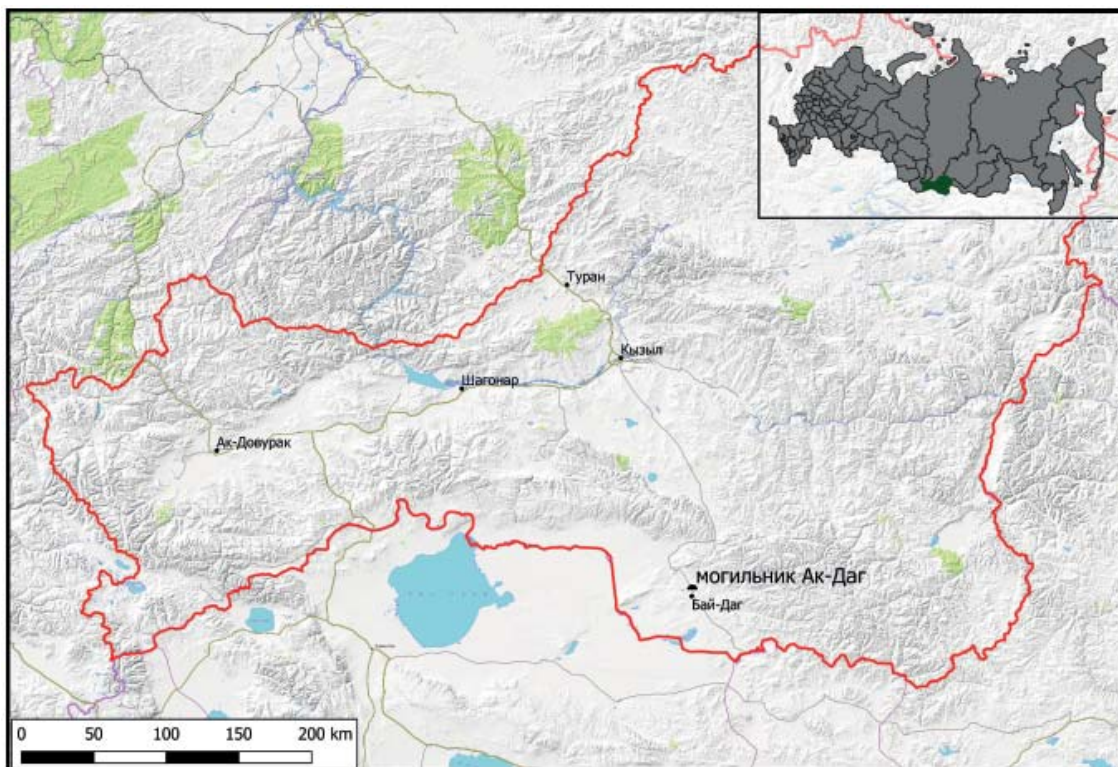 Туран
Кызыл
Шагонар
Ак-Довурак
могильник Ак-Даг
Бай-Даг
0 50 100 150 200 km